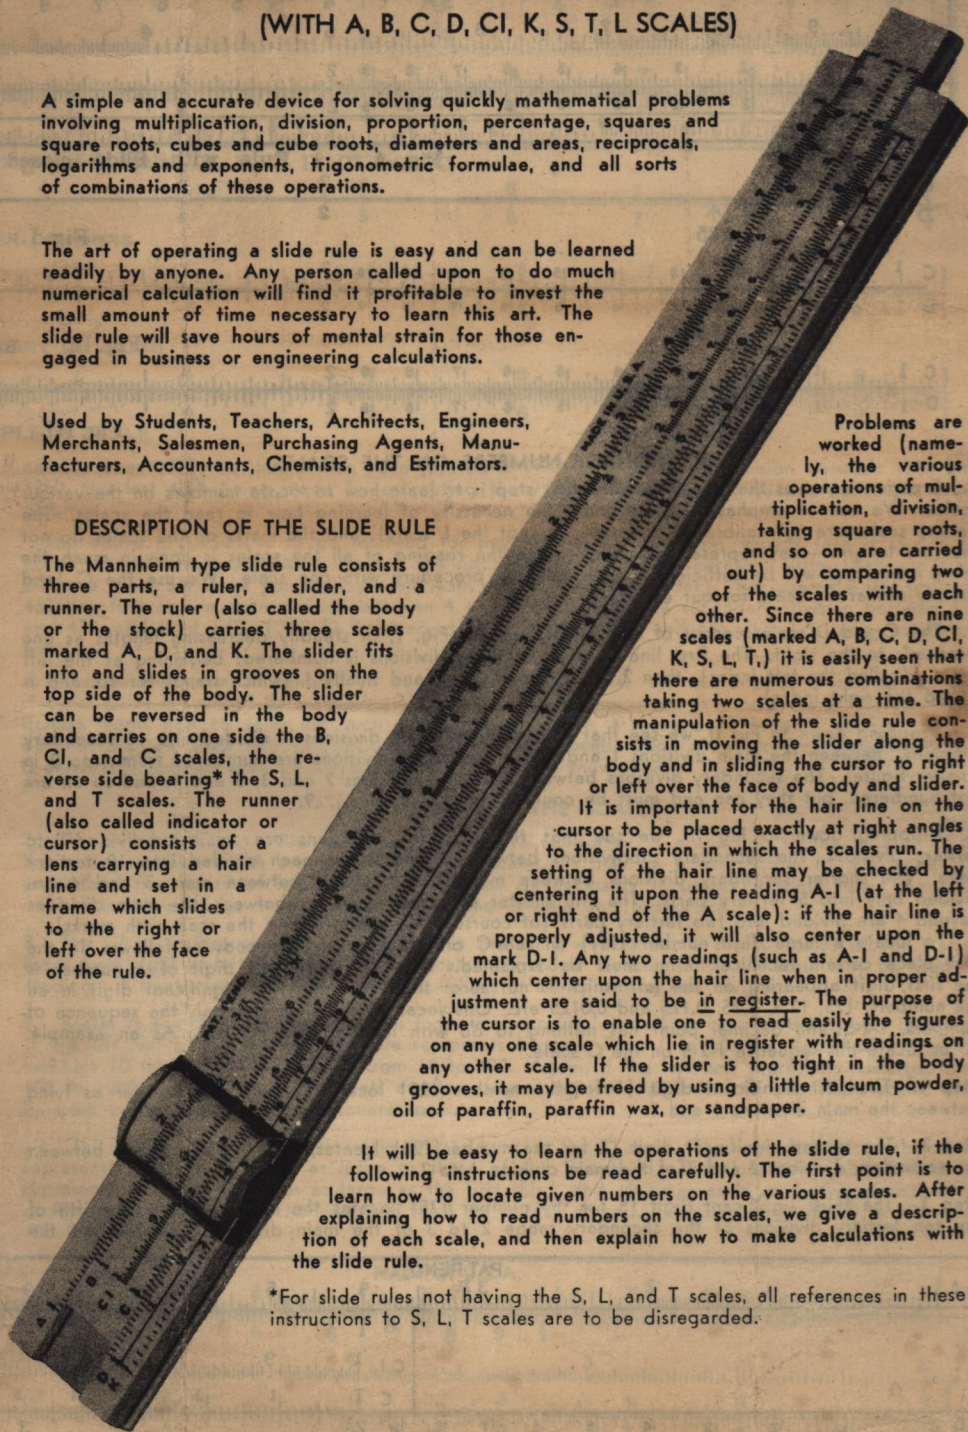 (WITH A, B, C, D, CI, K, S, T, L SCALES)
A simple and accurate device for solving quickly mathematical problems
involving multiplication, division, proportion, percentage, squares and
square roots, cubes and cube roots, diameters and areas, reciprocals,
logarithms and exponents, trigonometric formulae, and all sorts
of combinations of these operations.
The art of operating a slide rule is easy and can be learned
readily by anyone. Any person called upon to do much
numerical calculation will find it profitable to invest the
small amount of time necessary to learn this art. The
slide rule will save hours of mental strain for those en-
gaged in business or engineering calculations.
Used by Students, Teachers, Architects, Engineers,
Merchants, Salesmen, Purchasing Agents, Manu-
facturers, Accountants, Chemists, and Estimators.
DESCRIPTION OF THE SLIDE RULE
The Mannheim type slide rule consists of
three parts, a ruler, a slider, and a
runner. The ruler (also called the body
or the stock) carries three scales
marked A, D, and K. The slider fits
into and slides in grooves on the
top side of the body. The slider
can be reversed in the body
and carries on one side the B,
CI, and C scales, the re-
verse side bearing* the S, L,
and T scales. The runner
(also called indicator or
cursor) consists of a
lens carrying a hair
line and set in a
frame which slides
to the right or
left over the face
of the rule.
Problems are
worked (name-
ly, the various
operations of mul-
tiplication, division,
taking square roots,
and so on are carried
out) by comparing two
of the scales with each
other. Since there are nine
scales (marked A, B, C, D, CI,
K, S, L, T,) it is easily seen that
there are numerous combinations
taking two scales at a time. The
manipulation of the slide rule con-
sists in moving the slider along the
body and in sliding the cursor to right
or left over the face of body and slider.
It is important for the hair line on the
cursor to be placed exactly at right angles
to the direction in which the scales run. The
setting of the hair line may be checked by
centering it upon the reading A-1 (at the left
or right end of the A scale): if the hair line is
properly adjusted, it will also center upon the
mark D-1. Any two readings (such as A-1 and D-1)
which center upon the hair line when in proper ad-
justment are said to be in register. The purpose of
the cursor is to enable one to read easily the figures
on any one scale which lie in register with readings on
any other scale. If the slider is too tight in the body
grooves, it may be freed by using a little talcum powder,
oil of paraffin, paraffin wax, or sandpaper.
It will be easy to learn the operations of the slide rule, if the
following instructions be read carefully. The first point is to
learn how to locate given numbers on the various scales. After
explaining how to read numbers on the scales, we give a descrip-
tion of each scale, and then explain how to make calculations with
the slide rule.
*For slide rules not having the S, L, and T scales, all references in these
instructions to S, L, T scales are to be disregarded.
MADE IN U.S.A.
PAT. PEND.
A
B
CI
C
D
K